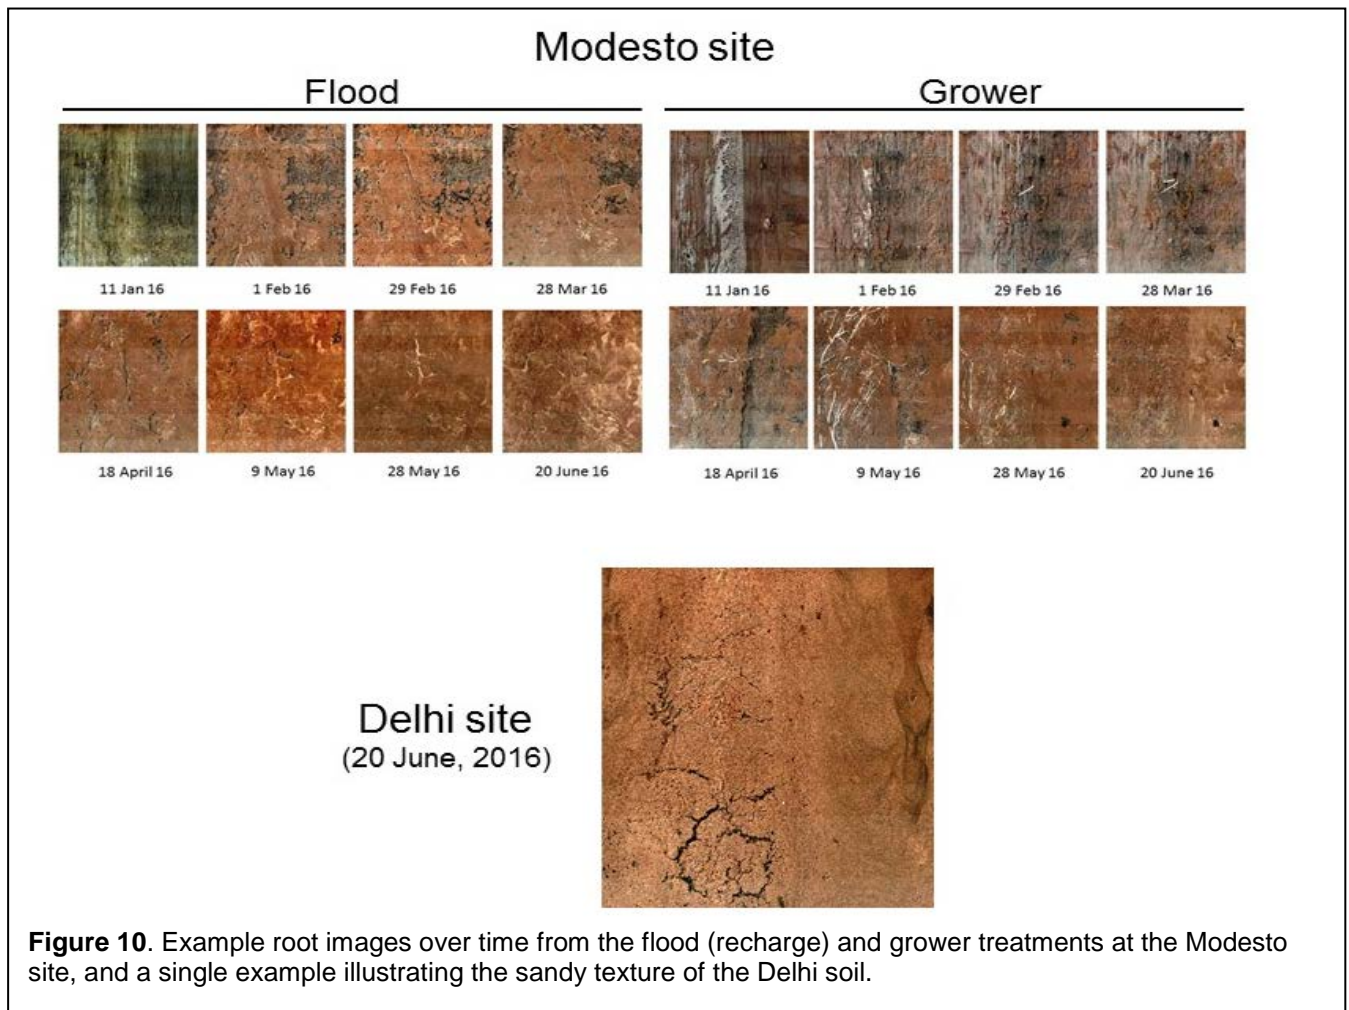 Modesto site
Flood
Grower
11 Jan 16
1 Feb 16
29 Feb 16
28 Mar 16
11 Jan 16
1 Feb 16
29 Feb 16
28 Mar 16
18 April 16
9 May 16
28 May 16
20 June 16
18 April 16
9 May 16
28 May 16
20 June 16
Delhi site
(20 June, 2016)
Figure 10. Example root images over time from the flood (recharge) and grower treatments at the Modesto
site, and a single example illustrating the sandy texture of the Delhi soil.